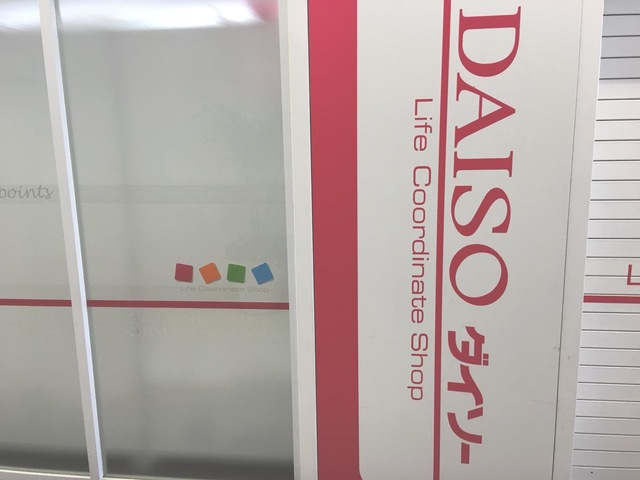 points
Life Coordinate Shop
DAISO ダイソー
Life Coordinate Shop